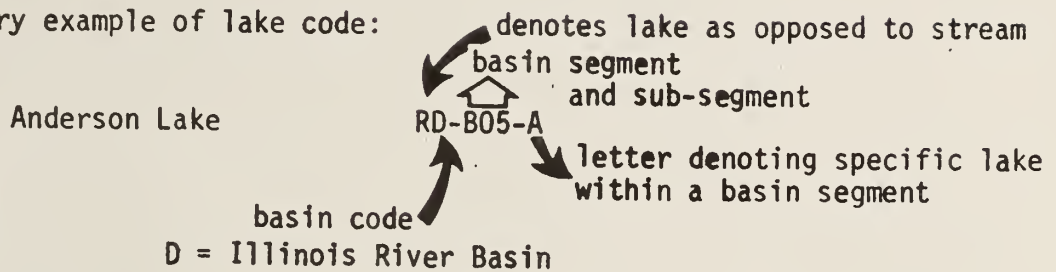 ry example of lake code:
denotes lake as opposed to stream
basin segment
and sub-segment
Anderson Lake
RD-B05-A
letter denoting specific lake
within a basin segment
basin code
D = Illinois River Basin